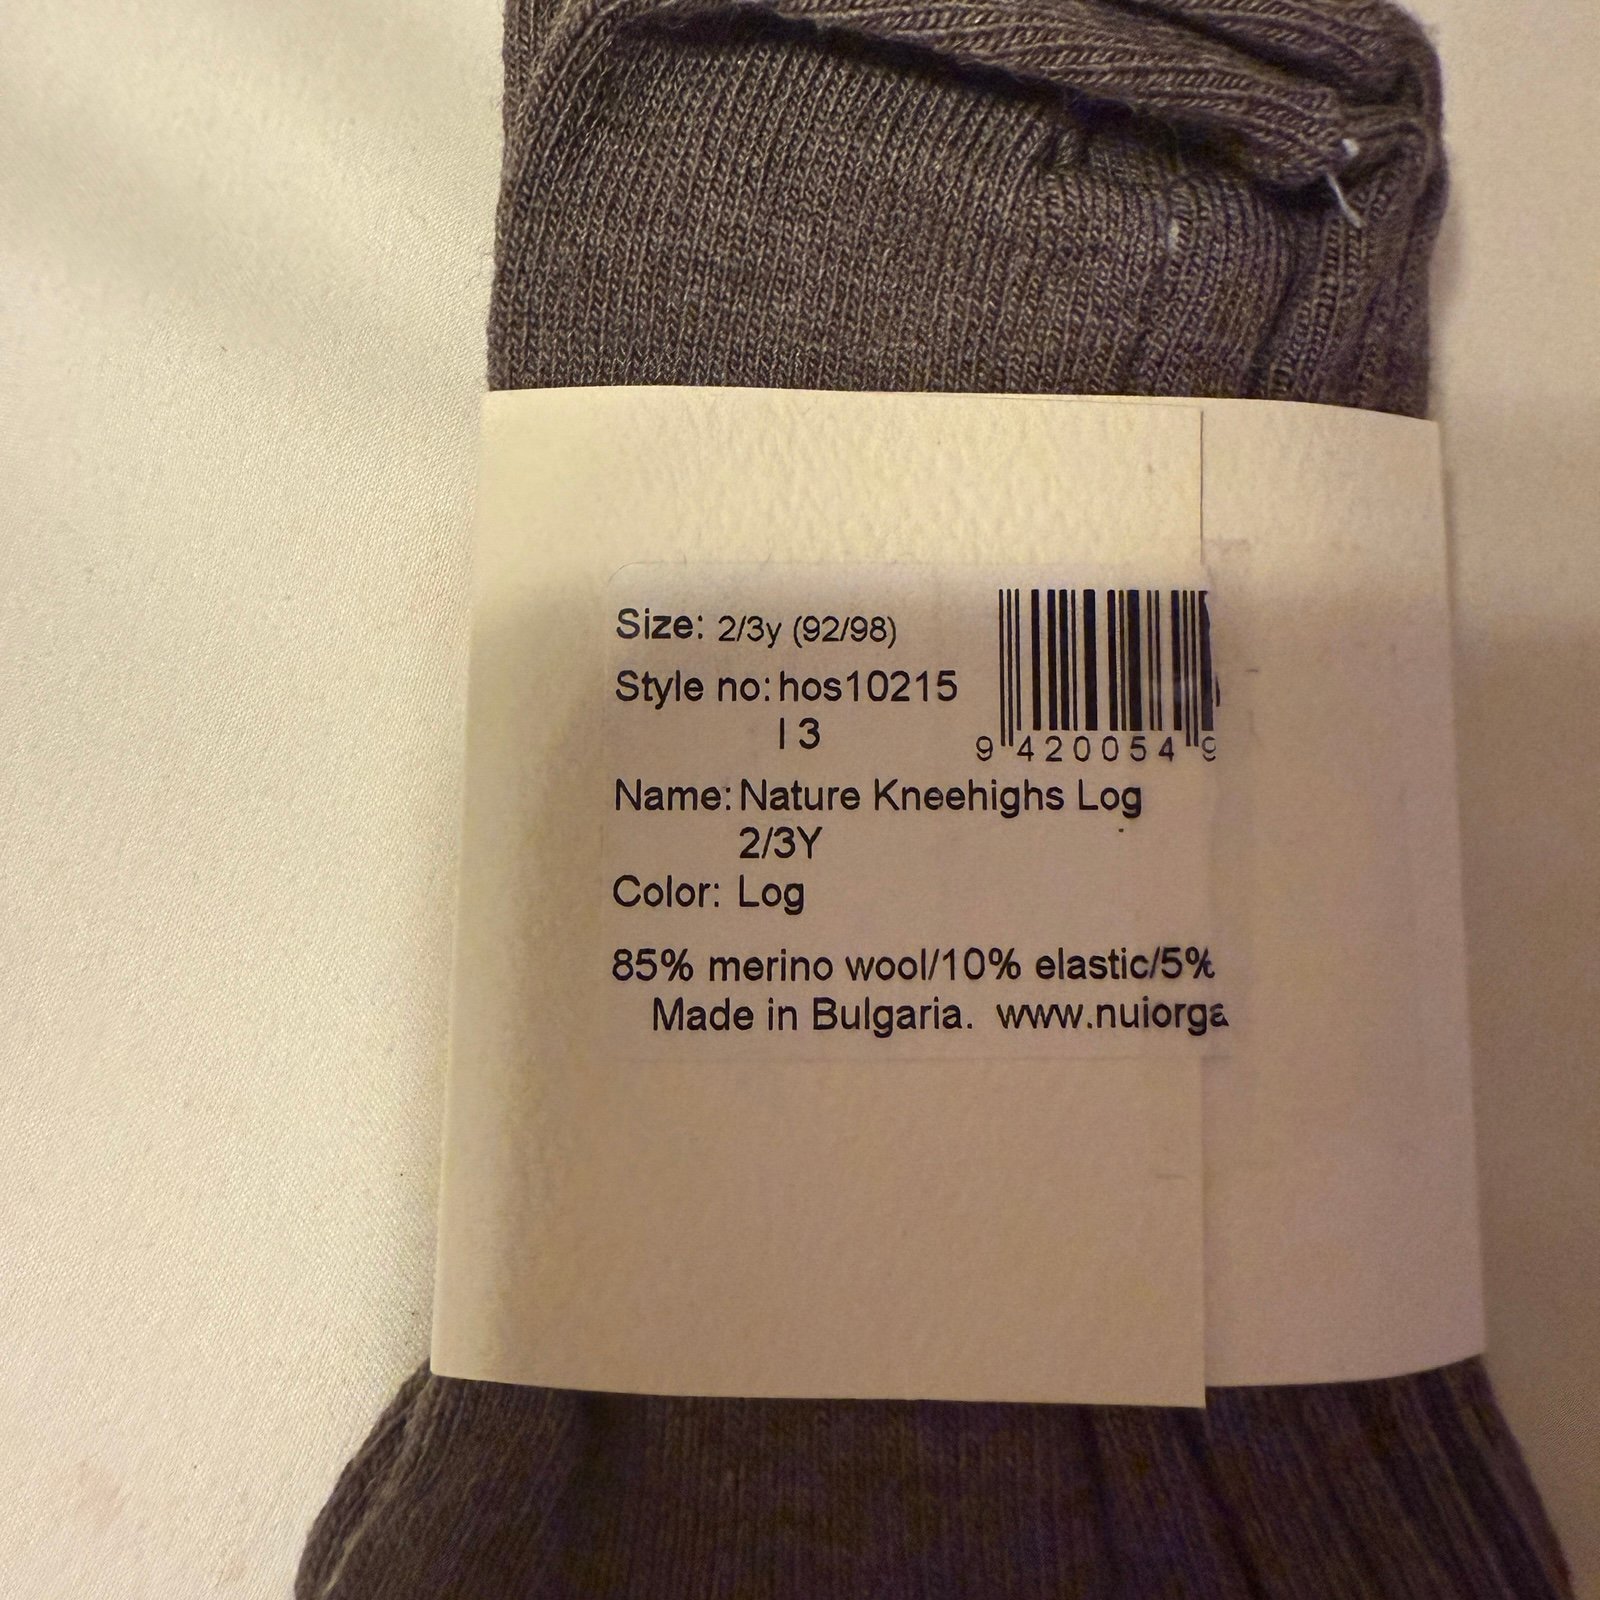 Size: 2/3y (92/98)
Style no: hos10215
l 3
9 420054 9
Name: Nature Kneehighs Log
2/3Y
Color: Log
85% merino wool/10% elastic/5%
Made in Bulgaria. www.nuiorga